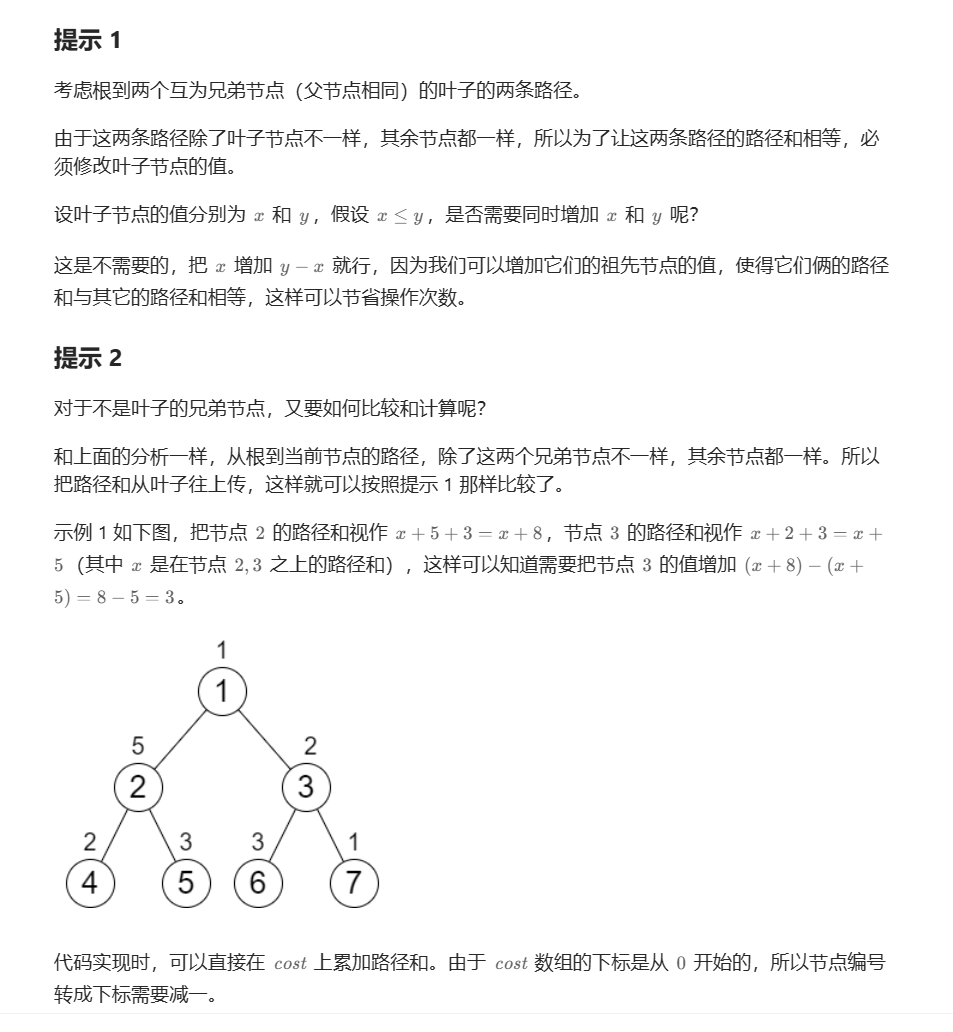 提示 1
考虑根到两个互为兄弟节点（父节点相同）的叶子的两条路径。
由于这两条路径除了叶子节点不一样，其余节点都一样，所以为了让这两条路径的路径和相等，必
须修改叶子节点的值。
设叶子节点的值分别为 x 和 y，假设 x ≤ y，是否需要同时增加 x 和 y 呢？
这是不需要的，把 x 增加 y − x 就行，因为我们可以增加它们的祖先节点的值，使得它们俩的路径
和与其它的路径和相等，这样可以节省操作次数。
提示 2
对于不是叶子的兄弟节点，又要如何比较和计算呢？
和上面的分析一样，从根到当前节点的路径，除了这两个兄弟节点不一样，其余节点都一样。所以
把路径和从叶子往上传，这样就可以按照提示 1 那样比较了。
示例 1 如下图，把节点 2 的路径和视作 x + 5 + 3 = x + 8，节点 3 的路径和视作 x + 2 + 3 = x +
5（其中 x 是在节点 2, 3 之上的路径和），这样可以知道需要把节点 3 的值增加 (x + 8) − (x +
5) = 8 − 5 = 3。
1
1
5 2
2 3
2 3 3 1
4 5 6 7
代码实现时，可以直接在 cost 上累加路径和。由于 cost 数组的下标是从 0 开始的，所以节点编号
转成下标需要减一。